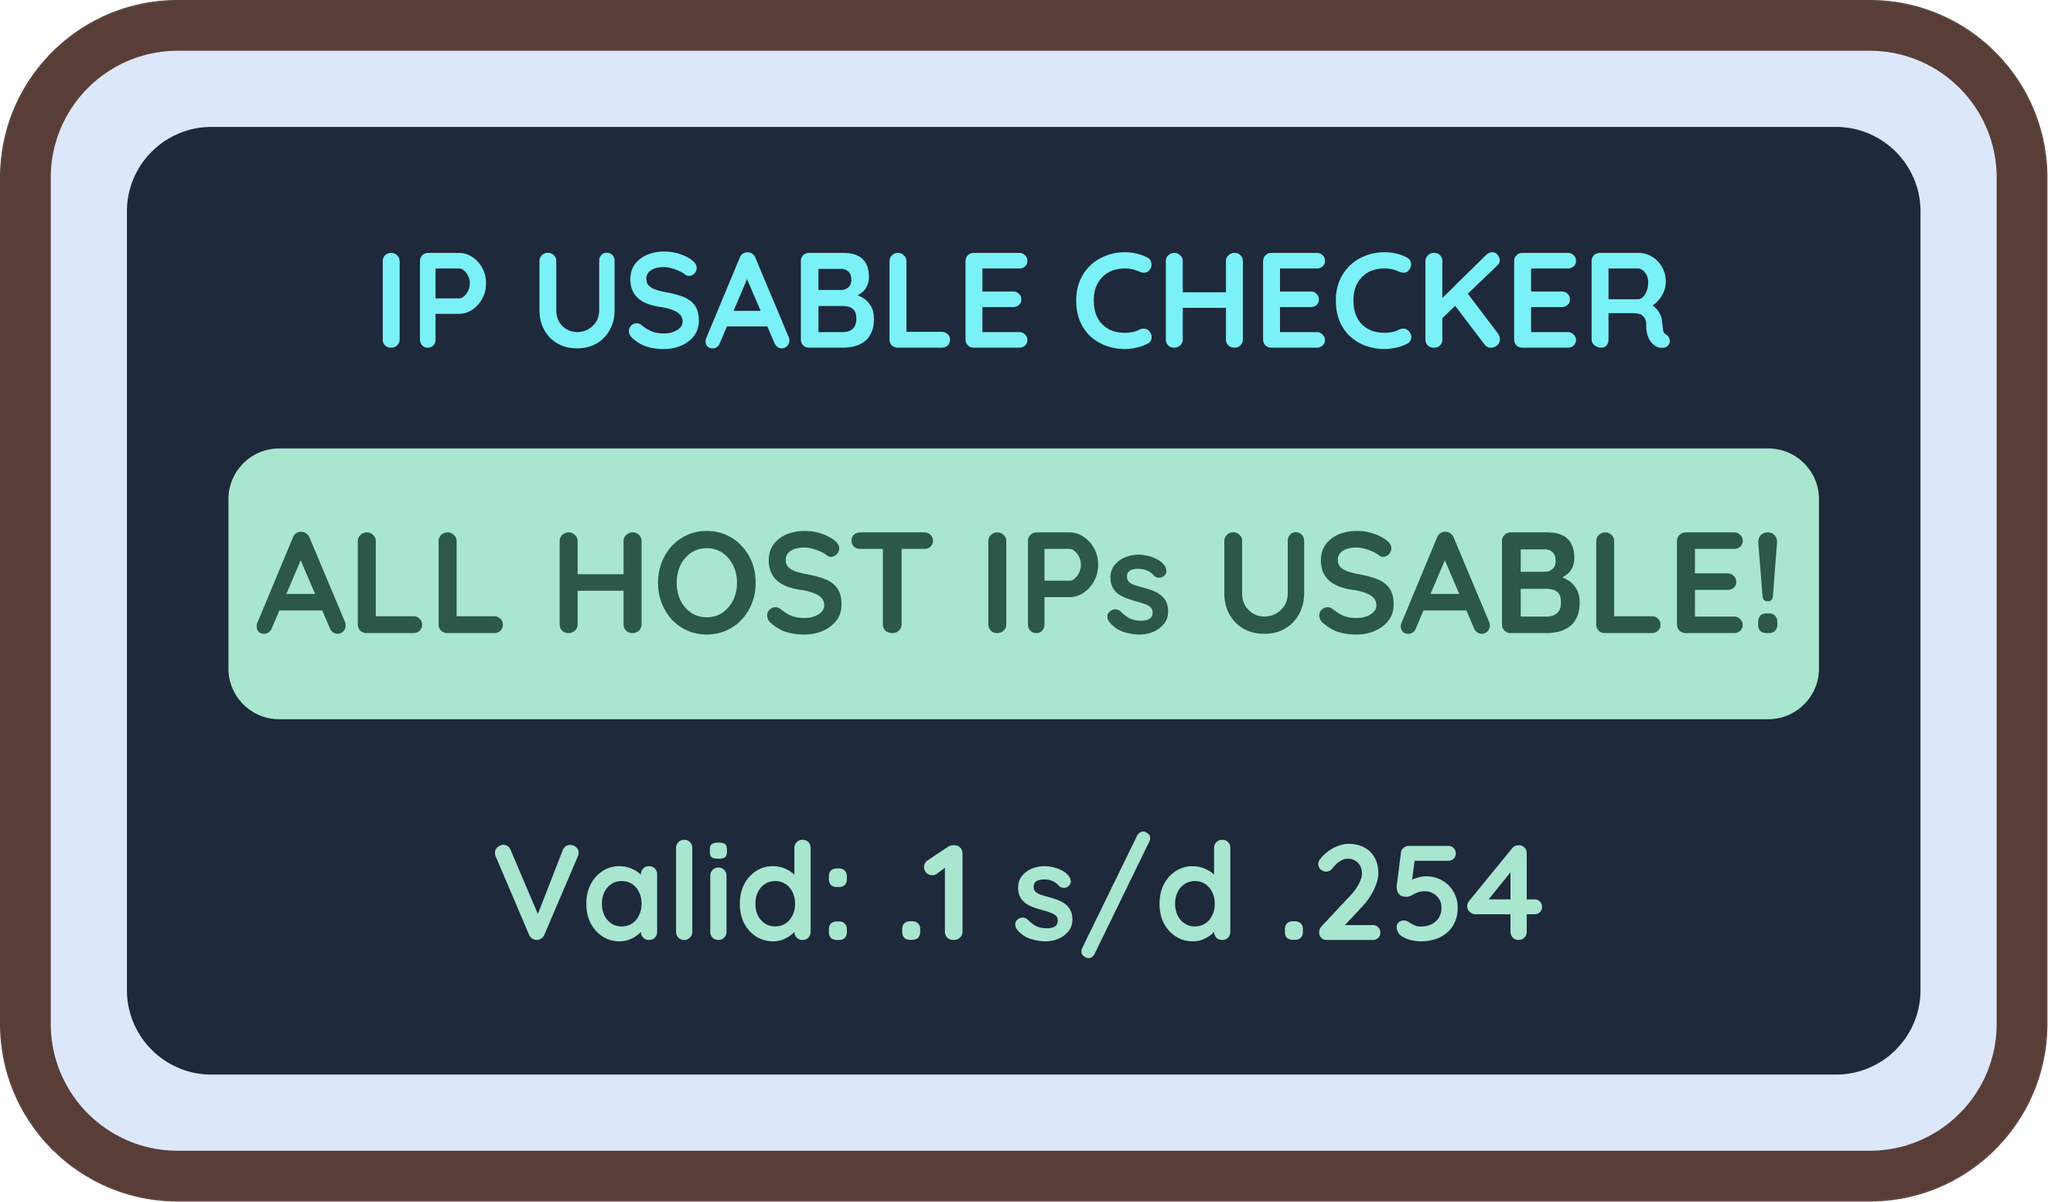 IP USABLE CHECKER
ALL HOST IPs USABLE!
Valid: .1 s/d .254